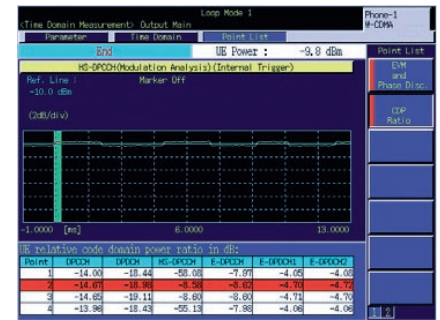 Loop Mode 1
Phone-1
<Time Domain Measurement> Output Main
W-CDMA
Parameter Time Domain Point List
End UE Power : -9.8 dBm Point List
HS-DPCCH(Modulation Analysis)(Internal Trigger)
EVM
and
Phase Disc.
Ref. Line : Marker Off
-10.0 dBm
(2dB/div)
CDP
Ratio
-1.0000 [ms] 6.0000 13.0000
UE relative code domain power ratio in dB:
Point DPCCH DPDCH HS-DPCCH E-DPCCH E-DPDCH1 E-DPDCH2
1 -14.00 -18.44 -58.08 -7.97 -4.05 -4.08
2 -14.67 -18.98 -8.58 -8.62 -4.70 -4.72
3 -14.65 -19.11 -8.60 -8.60 -4.71 -4.70
4 -13.96 -18.43 -55.13 -7.98 -4.06 -4.06
1 2